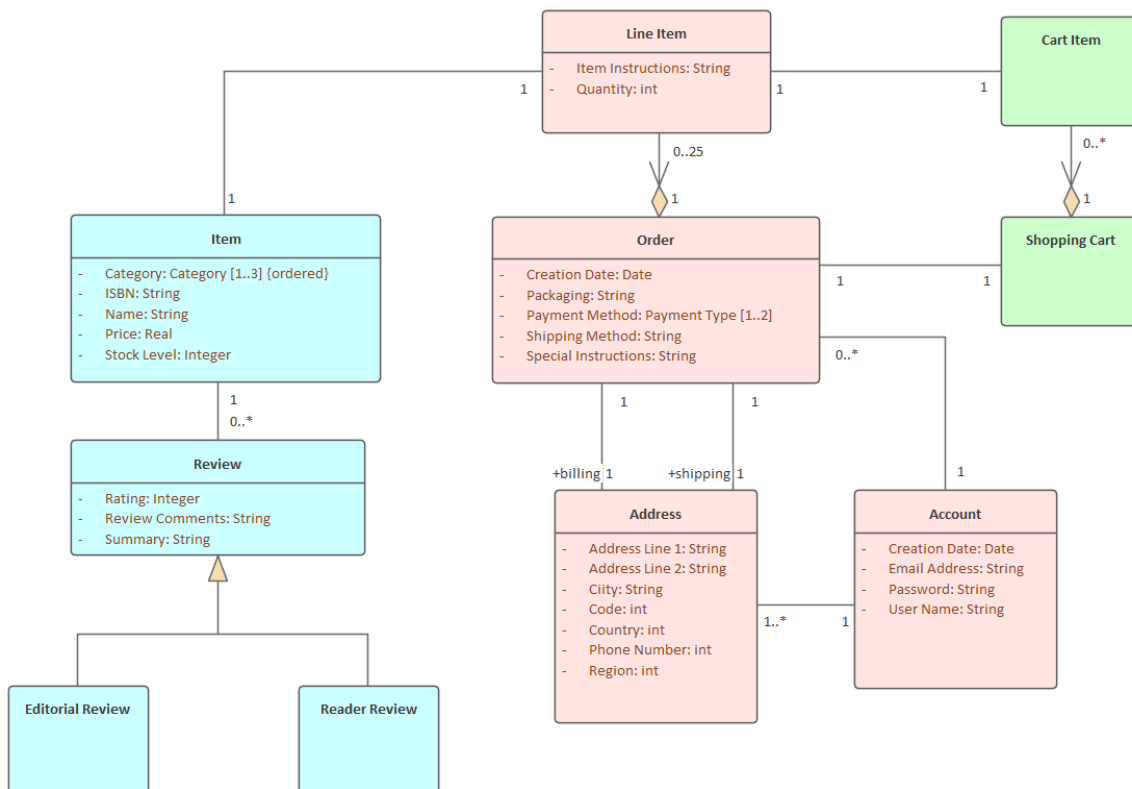 Line Item
- Item Instructions: String
- Quantity: int
Cart Item
1
1
1
1
0..25
0..*
1
1
Item
- Category: Category [1..3] {ordered}
- ISBN: String
- Name: String
- Price: Real
- Stock Level: Integer
Order
- Creation Date: Date
- Packaging: String
- Payment Method: Payment Type [1..2]
- Shipping Method: String
- Special Instructions: String
Shopping Cart
1
1
0..*
1
0..*
1
1
Review
- Rating: Integer
- Review Comments: String
- Summary: String
+billing 1
+shipping 1
1
Address
- Address Line 1: String
- Address Line 2: String
- Ciity: String
- Code: int
- Country: int
- Phone Number: int
- Region: int
Account
- Creation Date: Date
- Email Address: String
- Password: String
- User Name: String
1..*
1
Editorial Review
Reader Review